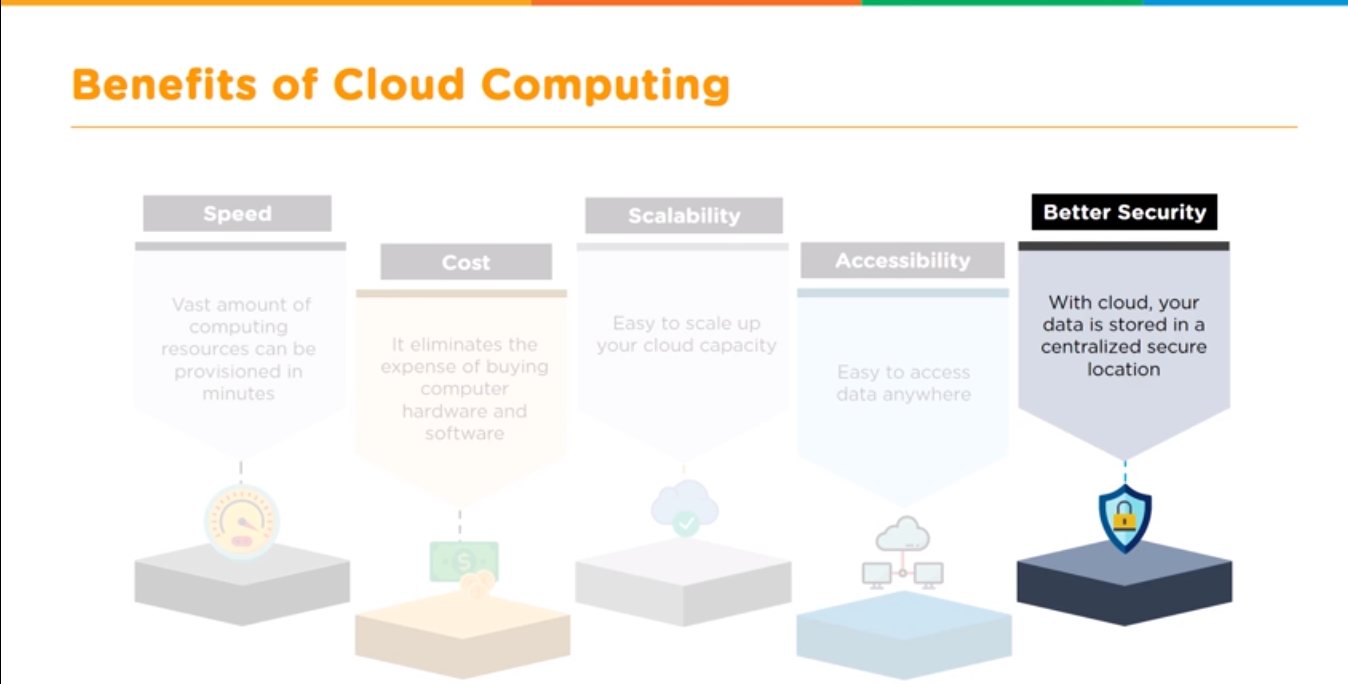 Benefits of Cloud Computing
Speed
Vast amount of
computing
resources can be
provisioned in
minutes
Cost
It eliminates the
expense of buying
computer
hardware and
software
$
Scalability
Easy to scale up
your cloud capacity
Accessibility
Easy to access
data anywhere
Better Security
With cloud, your
data is stored in a
centralized secure
location